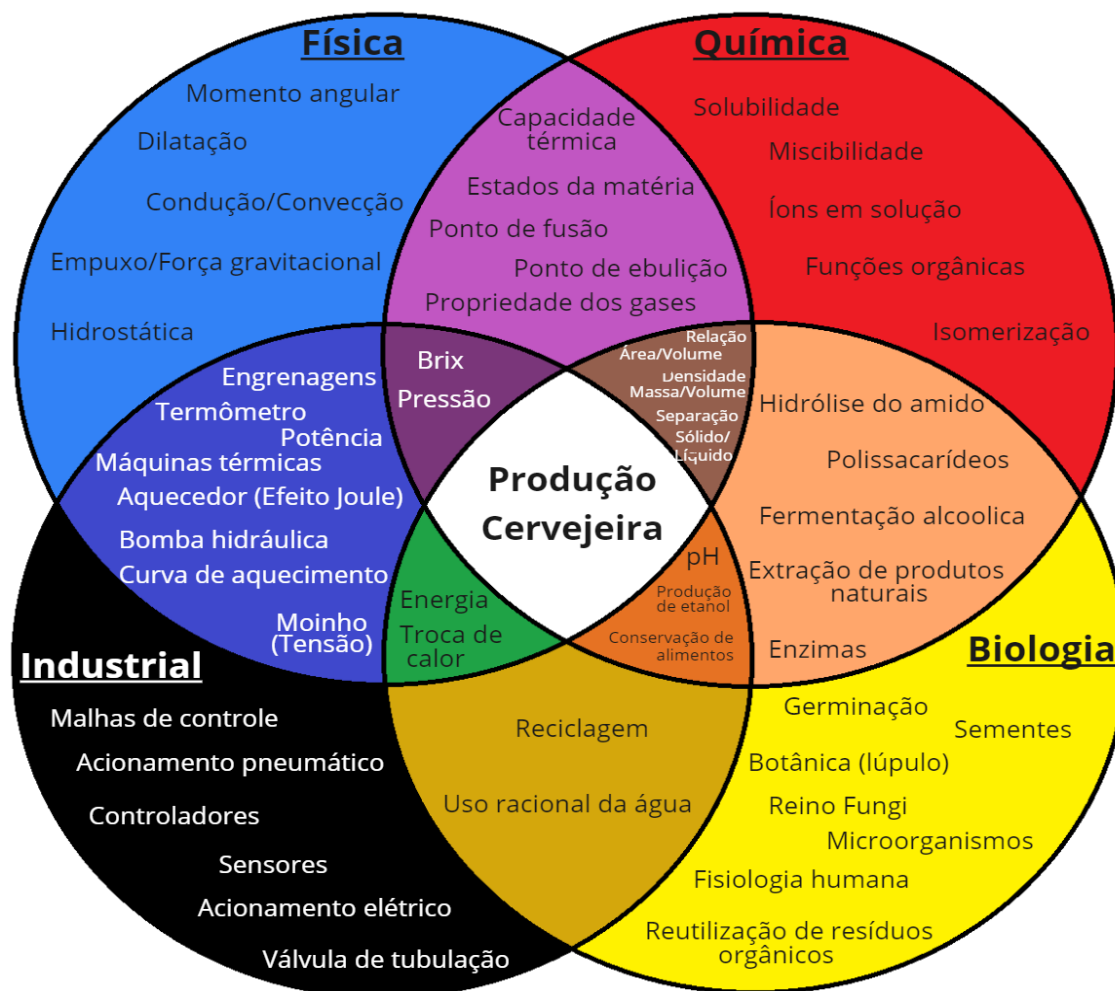 Física
Momento angular
Dilatação
Condução/Convecção
Empuxo/Força gravitacional
Hidrostática
Capacidade
térmica
Estados da matéria
Ponto de fusão
Ponto de ebulição
Propriedade dos gases
Química
Solubilidade
Miscibilidade
Íons em solução
Funções orgânicas
Isomerização
Engrenagens
Termômetro
Potência
Máquinas térmicas
Aquecedor (Efeito Joule)
Bomba hidráulica
Curva de aquecimento
Moinho
(Tensão)
Brix
Pressão
Relação
Área/Volume
Densidade
Massa/Volume
Separação
Sólido/
Líquido
Hidrólise do amido
Polissacarídeos
Fermentação alcoolica
Extração de produtos
naturais
Enzimas
Produção
Cervejeira
Energia
Troca de
calor
pH
Produção
de etanol
Conservação de
alimentos
Industrial
Malhas de controle
Acionamento pneumático
Controladores
Sensores
Acionamento elétrico
Válvula de tubulação
Reciclagem
Uso racional da água
Biologia
Germinação
Sementes
Botânica (lúpulo)
Reino Fungi
Microorganismos
Fisiologia humana
Reutilização de resíduos
orgânicos